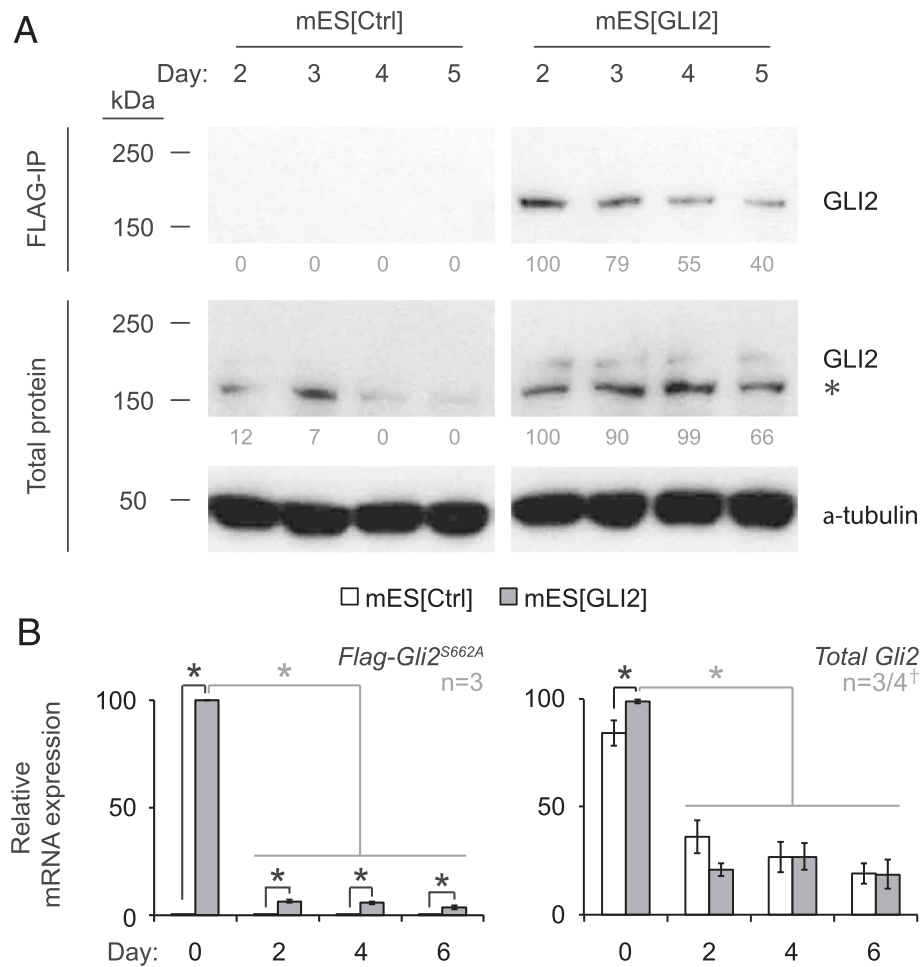 A
mES[Ctrl] mES[GLI2]
Day: 2 3 4 5 2 3 4 5
kDa
FLAG-IP
250
150
GLI2
0 0 0 0 100 79 55 40
Total protein
250
150
GLI2
*
12 7 0 0 100 90 99 66
50
a-tubulin
mES[Ctrl] mES[GLI2]
B
Relative
mRNA expression
Flag-Gli2S662A
n=3
* *
100
50
0
* * *
Day: 0 2 4 6
Total Gli2
n=3/4†
* *
100
50
0
0 2 4 6